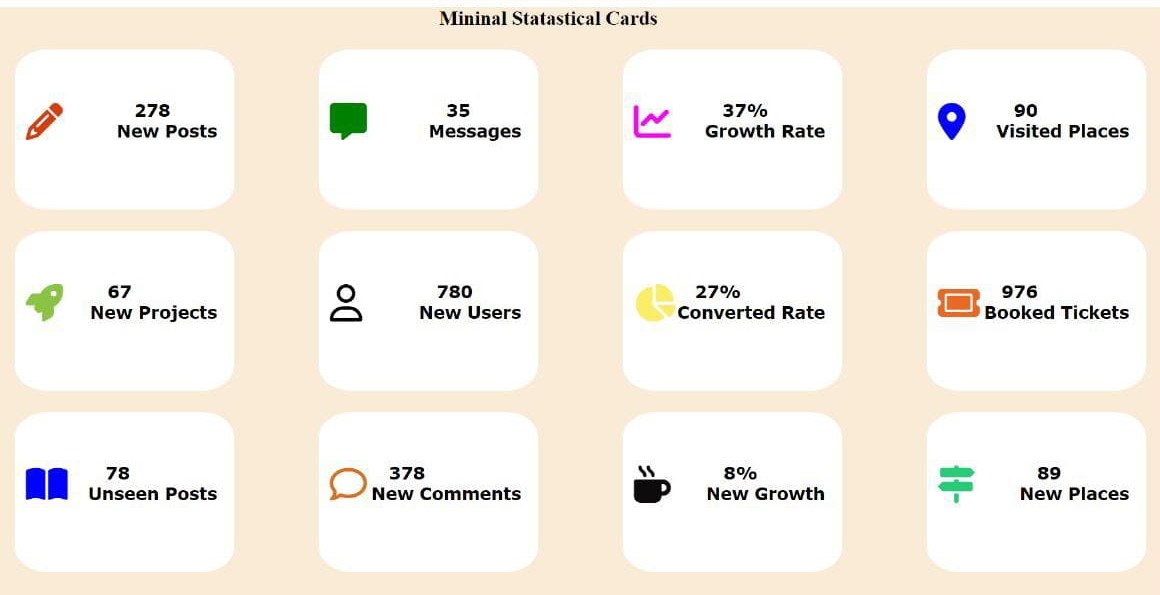 Mininal Statastical Cards
278
New Posts
35
Messages
37%
Growth Rate
90
Visited Places
67
New Projects
780
New Users
27%
Converted Rate
976
Booked Tickets
78
Unseen Posts
378
New Comments
8%
New Growth
89
New Places